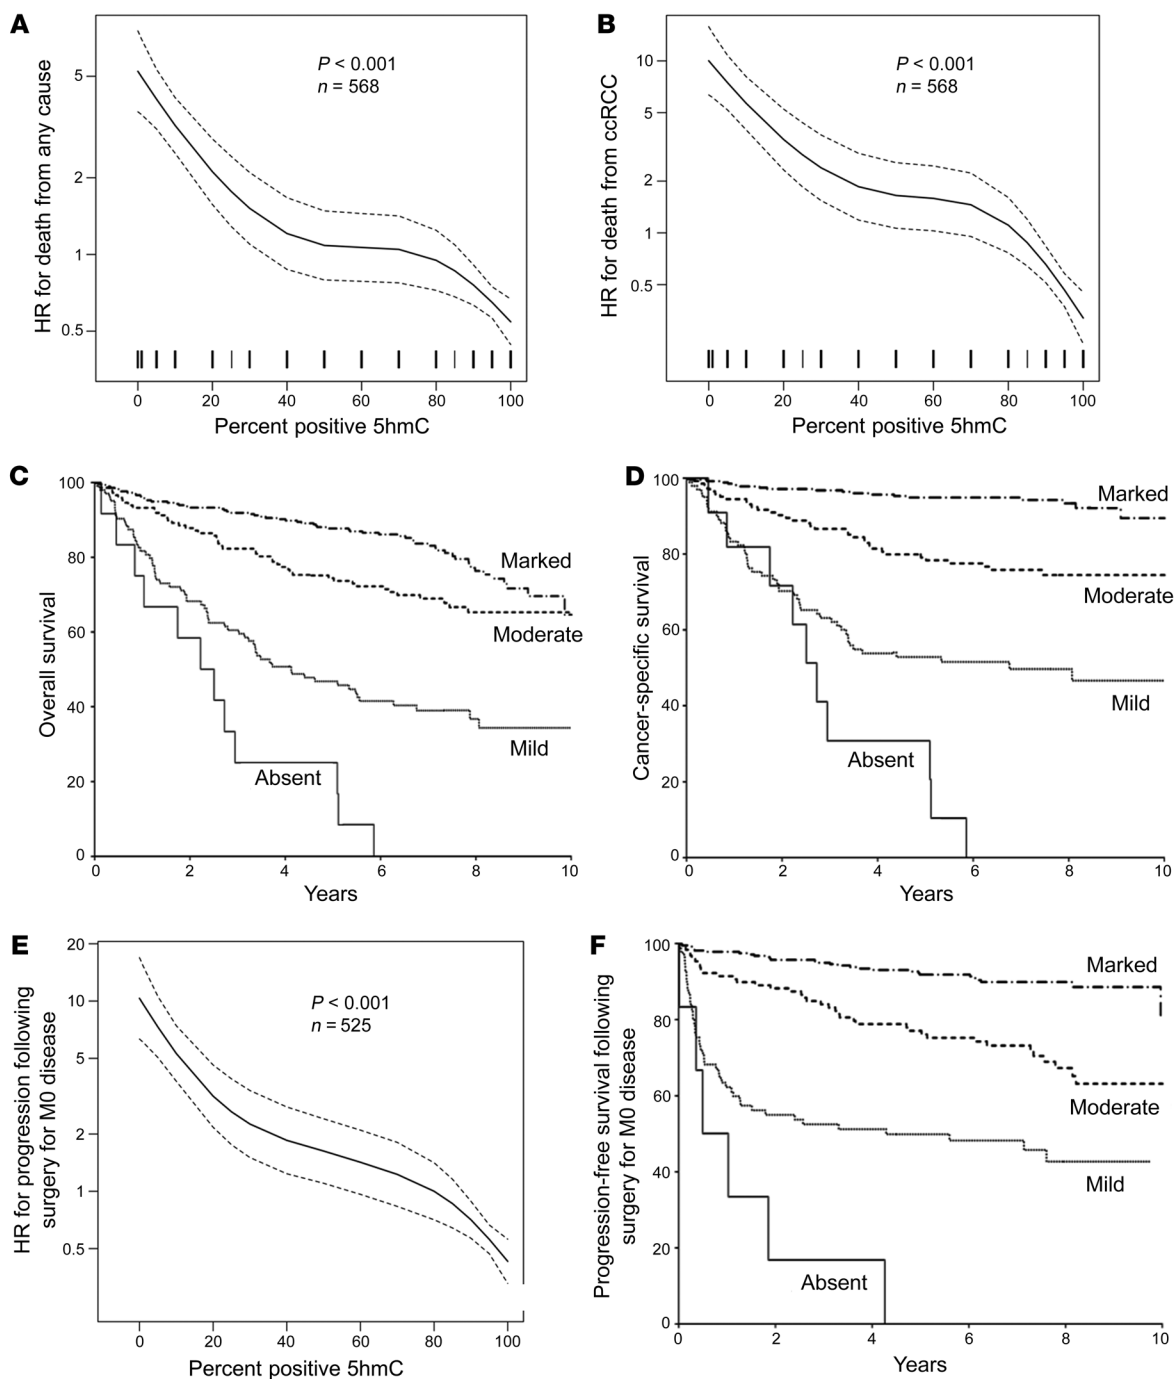 A
HR for death from any cause
5
2
1
0.5
P < 0.001
n = 568
0 20 40 60 80 100
Percent positive 5hmC
B
HR for death from ccRCC
10
5
2
1
0.5
P < 0.001
n = 568
0 20 40 60 80 100
Percent positive 5hmC
C
Overall survival
100
80
60
40
20
0
Marked
Moderate
Mild
Absent
0 2 4 6 8 10
Years
D
Cancer-specific survival
100
80
60
40
20
0
Marked
Moderate
Mild
Absent
0 2 4 6 8 10
Years
E
HR for progression following
surgery for M0 disease
20
10
5
2
1
0.5
P < 0.001
n = 525
0 20 40 60 80 100
Percent positive 5hmC
F
Progression-free survival following
surgery for M0 disease
100
80
60
40
20
0
Marked
Moderate
Mild
Absent
0 2 4 6 8 10
Years